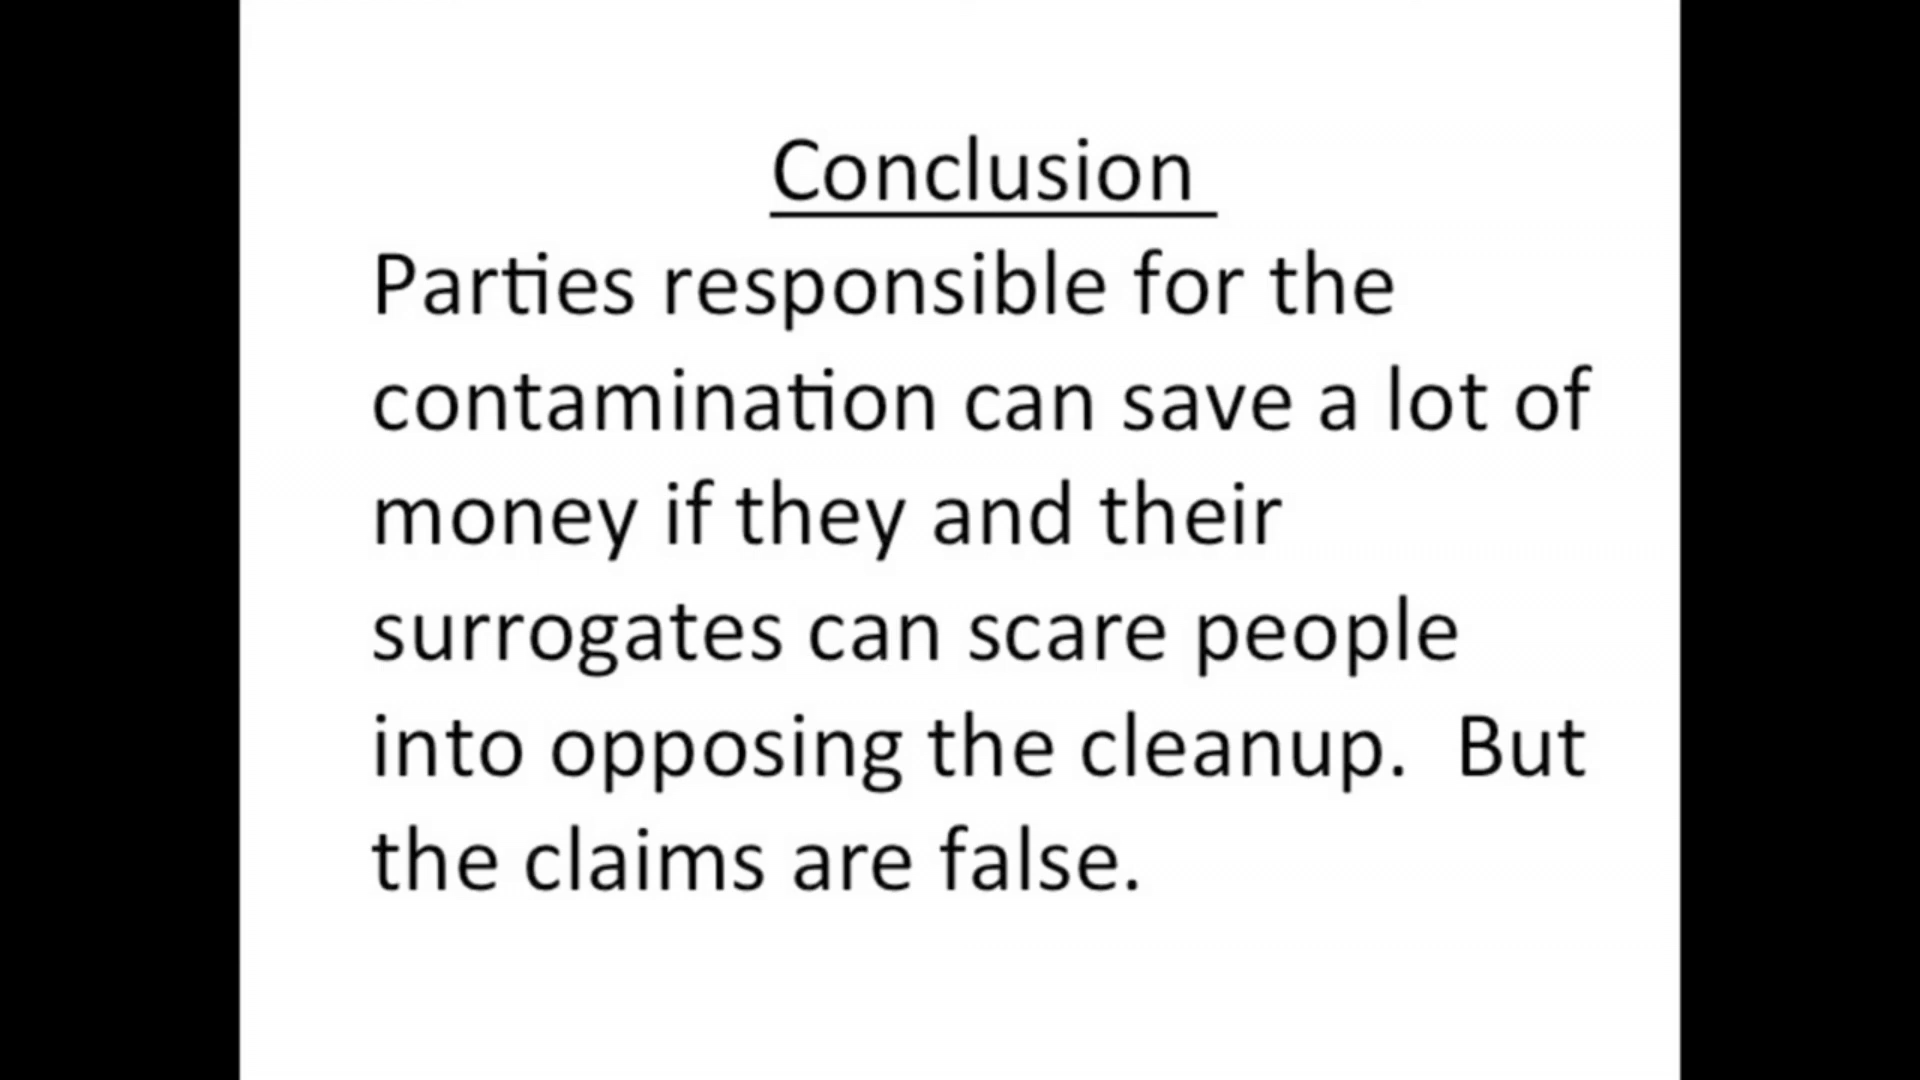 Conclusion
Parties responsible for the
contamination can save a lot of
money if they and their
surrogates can scare people
into opposing the cleanup.  But
the claims are false.